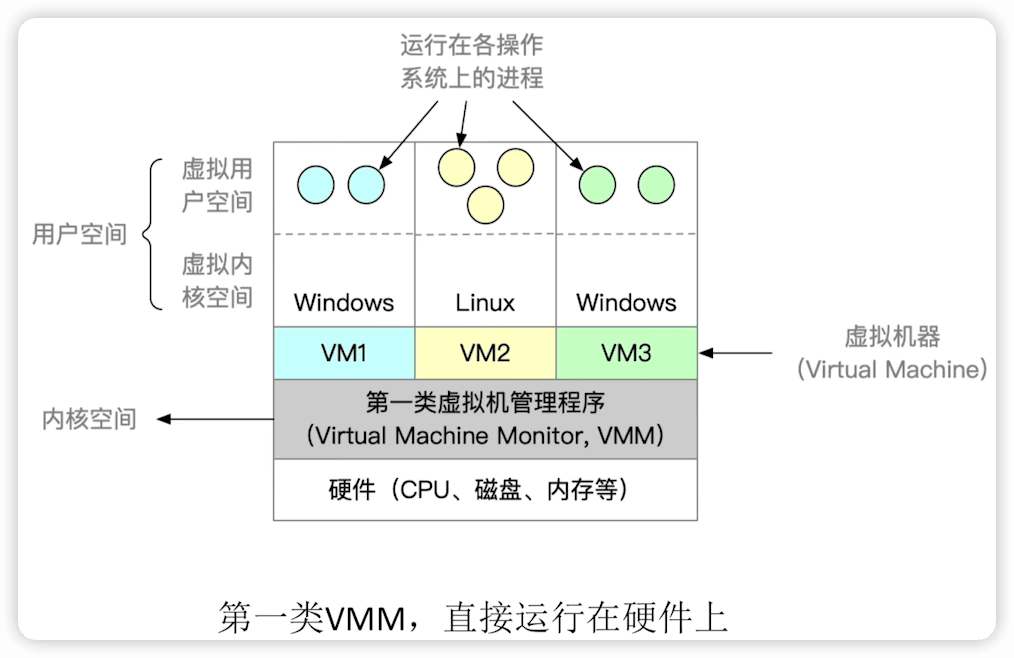 运行在各操作
系统上的进程
虚拟用
户空间
用户空间
虚拟内
核空间
Windows
Linux
Windows
VM1
VM2
VM3
虚拟机器
(Virtual Machine)
第一类虚拟机管理程序
(Virtual Machine Monitor, VMM)
内核空间
硬件（CPU、磁盘、内存等）
第一类VMM，直接运行在硬件上